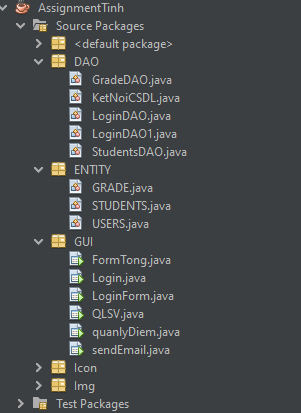 AssignmentTinh
Source Packages
<default package>
DAO
GradeDAO.java
KetNoiCSDL.java
LoginDAO.java
LoginDAO1.java
StudentsDAO.java
ENTITY
GRADE.java
STUDENTS.java
USERS.java
GUI
FormTong.java
Login.java
LoginForm.java
QLSV.java
quanlyDiem.java
sendEmail.java
Icon
Img
Test Packages